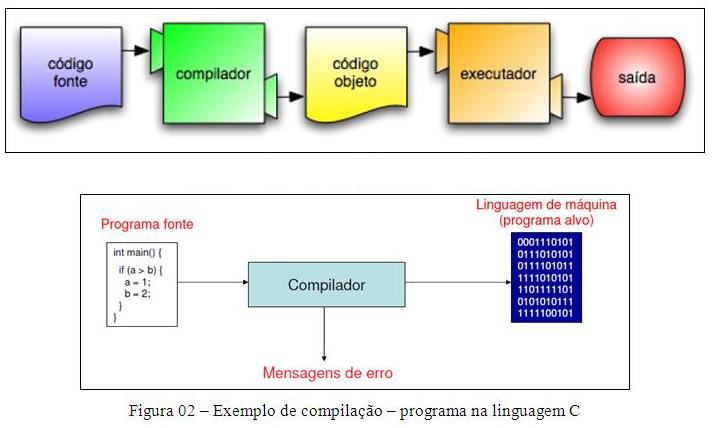 código
fonte
compilador
código
objeto
executador
saída
Programa fonte
int main() {
if (a > b) {
a = 1;
b = 2;
}
}
Compilador
Mensagens de erro
Linguagem de máquina
(programa alvo)
0001110101
0111010101
0111101011
1111010101
1101111101
0101010111
1111100101
Figura 02 – Exemplo de compilação – programa na linguagem C